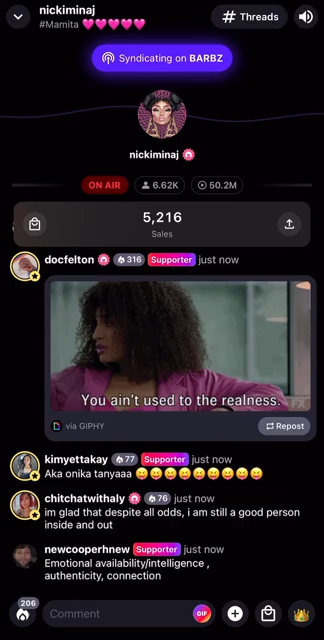 nickiminaj
#Mamita 💖💖💖💖💖
# Threads
Syndicating on BARBZ
nickiminaj
ON AIR
6.62K
50.2M
5,216
Sales
docfelton 316 Supporter just now
You ain't used to the realness.
FX
via GIPHY
Repost
kimyettakay 77 Supporter just now
Aka onika tanyaaa 😝😝😝😝😝😝😝😝😝
chitchatwithaly 76 just now
im glad that despite all odds, i am still a good person
inside and out
newcooperhnew Supporter just now
Emotional availability/intelligence ,
authenticity, connection
206
Comment
GIF